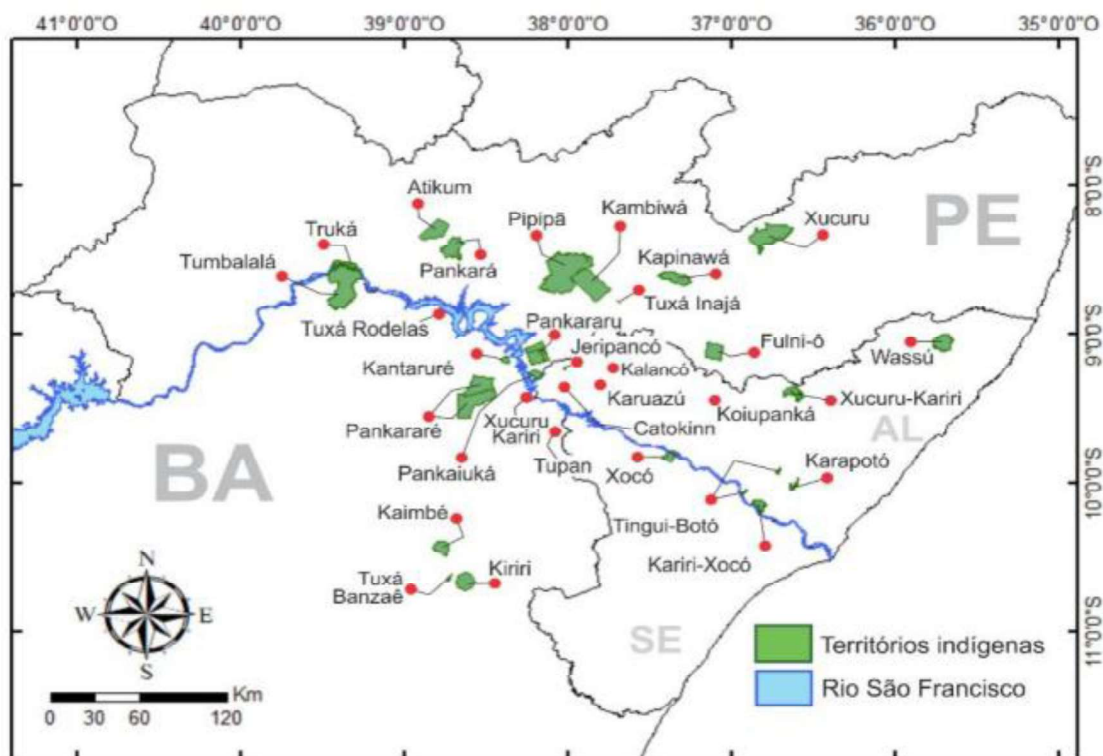 41°0'0'O 40°0'0'O 39°0'0'O 38°0'0'O 37°0'0'O 36°0'0'O 35°0'0'O
Atikum
Truká
Pipipã
Kambiwá
Xucuru
PE
8°0'0'S
Tumbalalá
Pankará
Kapinawá
Tuxá Inajá
Tuxá Rodelas
Pankararu
Jeripancó
Fulni-ô
Wassú
9°0'0'S
Kantaruré
Kalancó
Karuazú
Koiupanká
Xucuru-Kariri
Pankararé
Xucuru
Kariri
Catokinn
AL
BA
Pankaiuká
Tupan
Xocó
Karapotó
10°0'0'S
Kaimbé
Tingui-Botó
Kariri-Xocó
Tuxá
Banzaê
Kiriri
N
W E
S
SE
11°0'0'S
Territórios indígenas
Rio São Francisco
Km
0 30 60 120